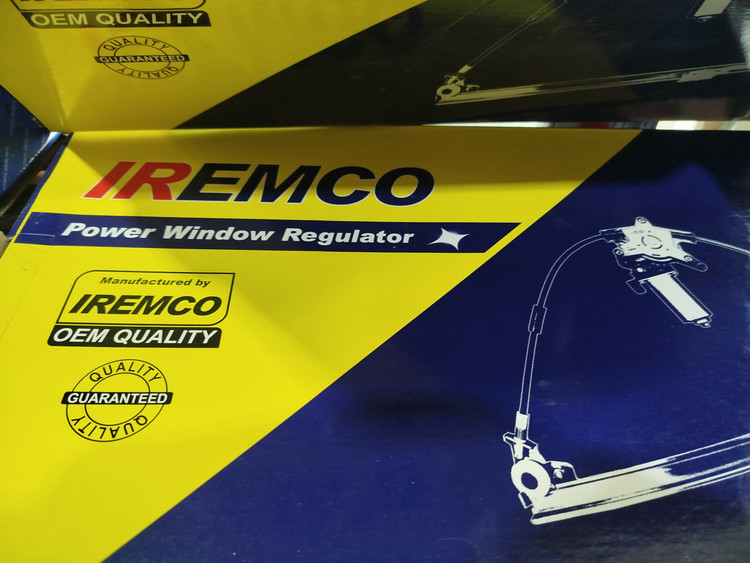 OEM QUALITY
QUALITY
GUARANTEED
QUALITY
IREMCO
Power Window Regulator
Manufactured by
IREMCO
OEM QUALITY
QUALITY
GUARANTEED
QUALITY